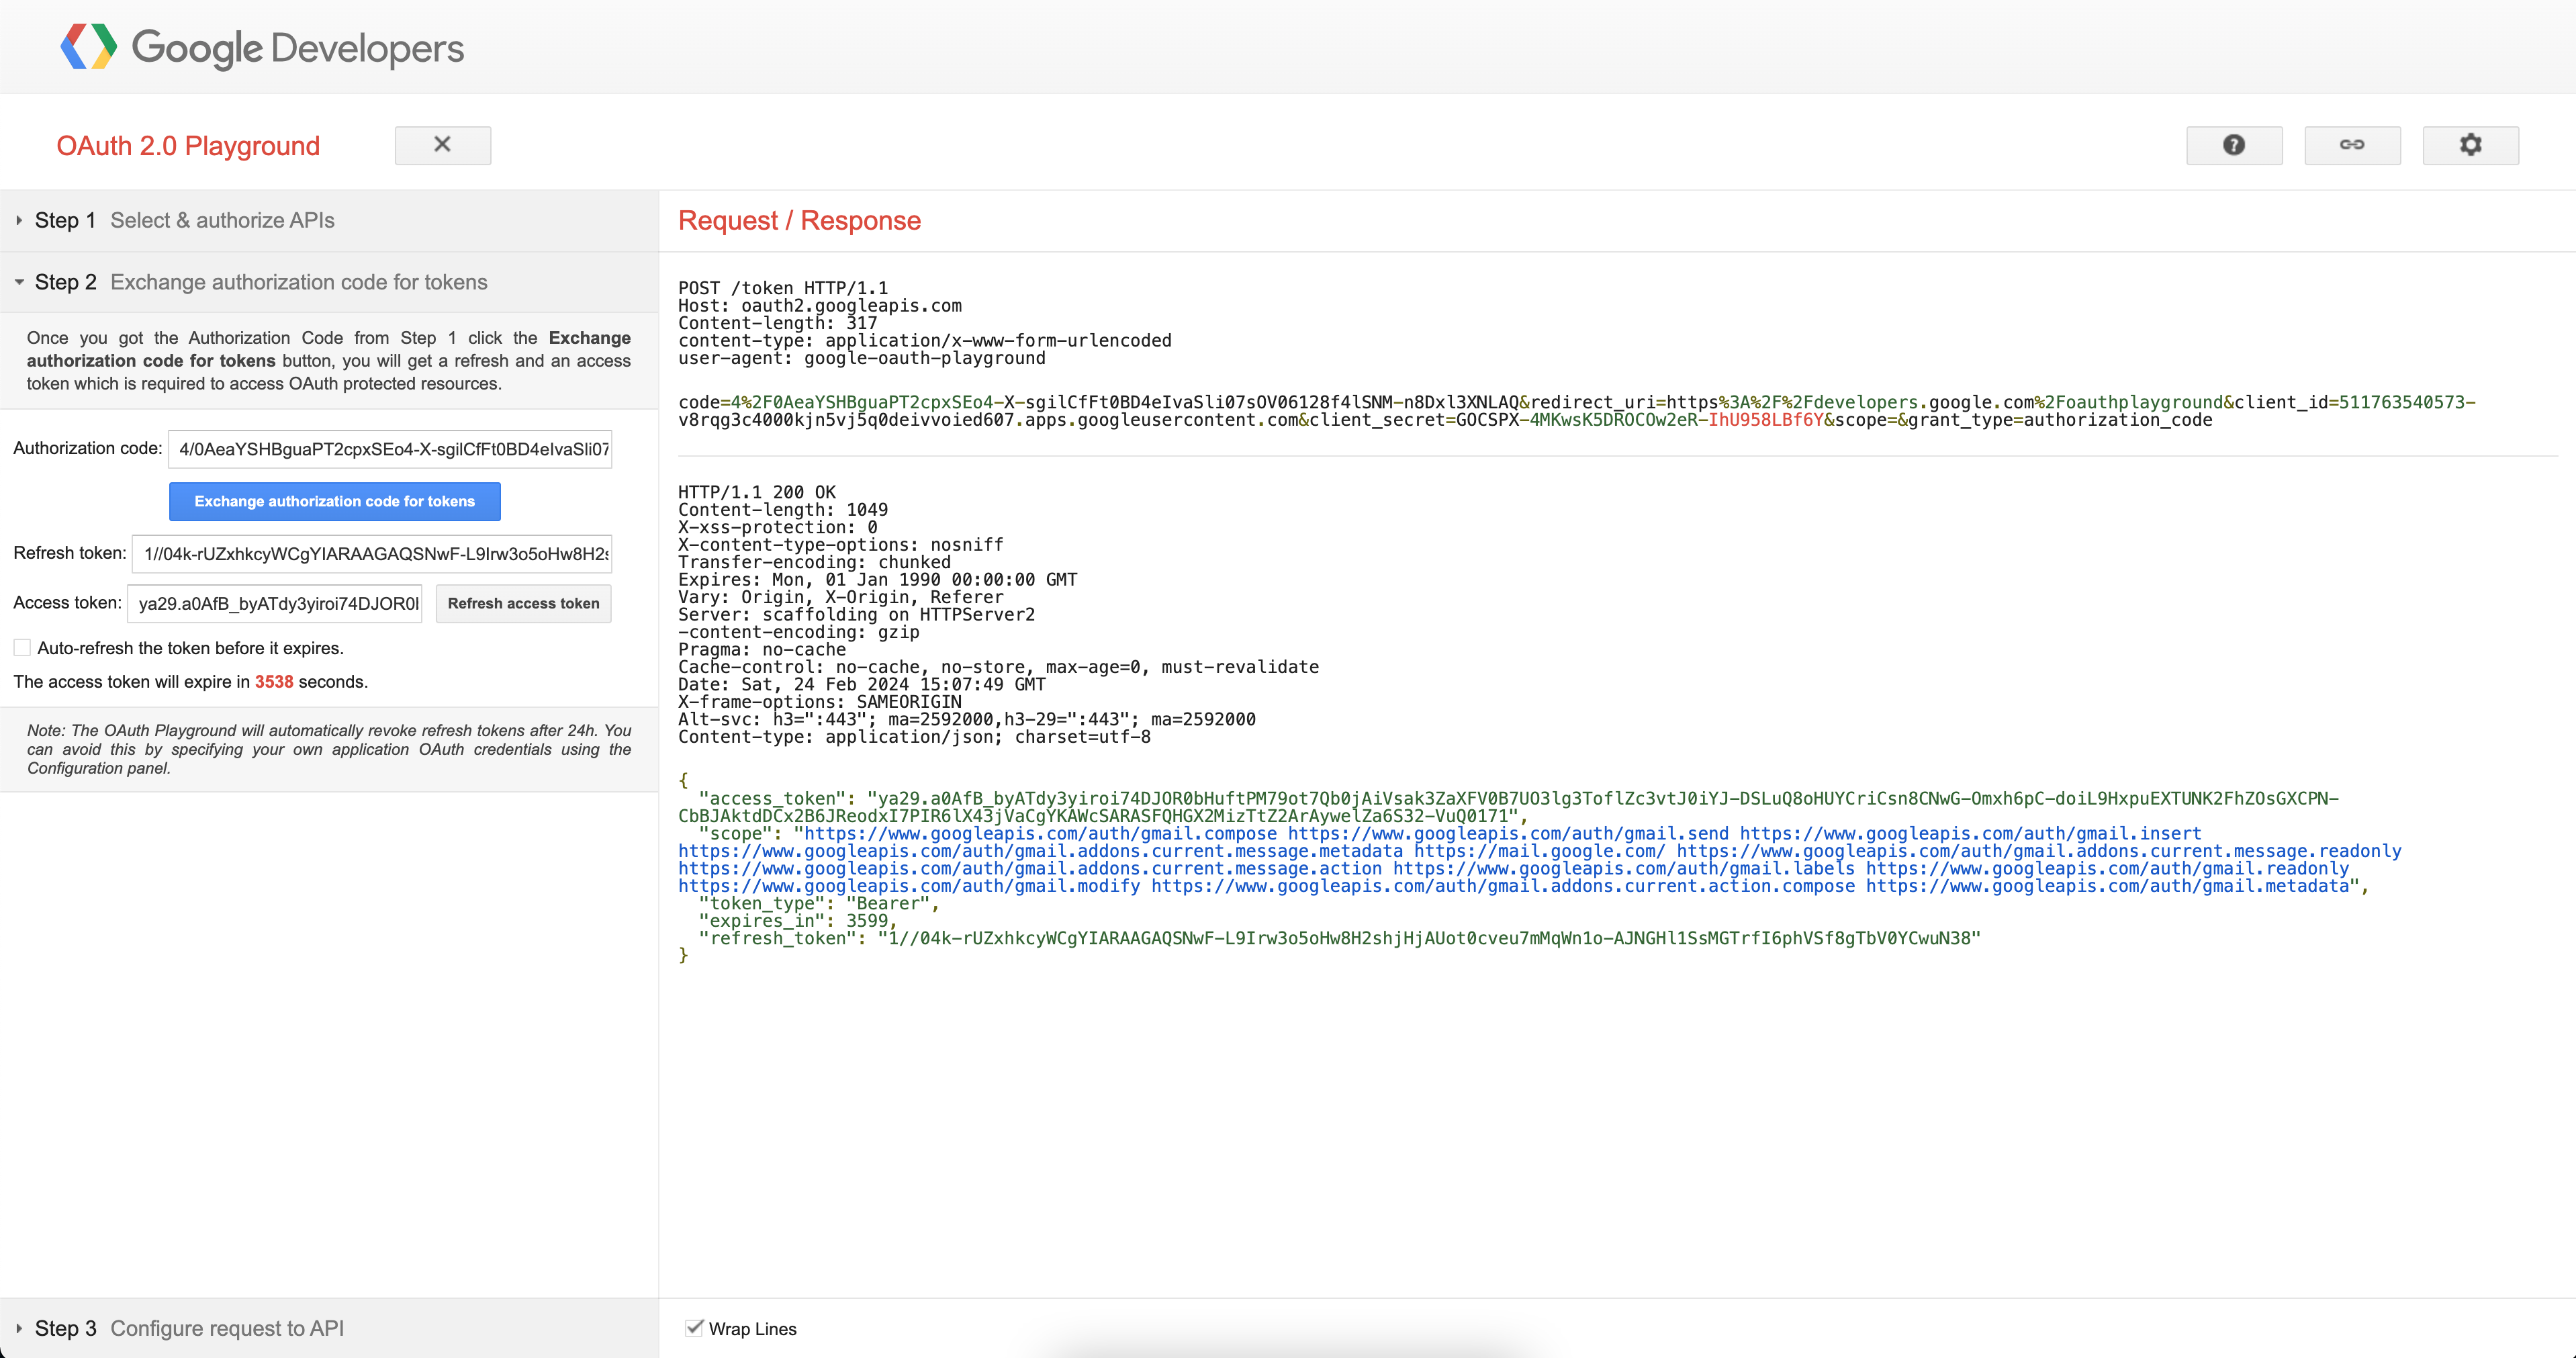 Google Developers
OAuth 2.0 Playground
Step 1 Select & authorize APIs
Step 2 Exchange authorization code for tokens
Once you got the Authorization Code from Step 1 click the Exchange
authorization code for tokens button, you will get a refresh and an access
token which is required to access OAuth protected resources.
Authorization code: 4/0AeaYSHBguaPT2cpxSEo4-X-sgilCfFt0BD4eIvaSli07
Exchange authorization code for tokens
Refresh token: 1//04k-rUZxhkcyWCgYIARAAGAQSNwF-L9Irw3o5oHw8H2s
Access token: ya29.a0AfB_byATdy3yiroi74DJOR0l Refresh access token
Auto-refresh the token before it expires.
The access token will expire in 3538 seconds.
Note: The OAuth Playground will automatically revoke refresh tokens after 24h. You
can avoid this by specifying your own application OAuth credentials using the
Configuration panel.
Step 3 Configure request to API
Request / Response
POST /token HTTP/1.1
Host: oauth2.googleapis.com
Content-length: 317
content-type: application/x-www-form-urlencoded
user-agent: google-oauth-playground
code=4%2F0AeaYSHBguaPT2cpxSEo4-X-sgilCfFt0BD4eIvaSli07sOV06128f4lSNM-n8Dxl3XNLAQ&redirect_uri=https%3A%2F%2Fdevelopers.google.com%2Foauthplayground&client_id=511763540573-
v8rqg3c4000kjn5vj5q0deivvoied607.apps.googleusercontent.com&client_secret=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&scope=&grant_type=authorization_code
HTTP/1.1 200 OK
Content-length: 1049
X-xss-protection: 0
X-content-type-options: nosniff
Transfer-encoding: chunked
Expires: Mon, 01 Jan 1990 00:00:00 GMT
Vary: Origin, X-Origin, Referer
Server: scaffolding on HTTPServer2
-content-encoding: gzip
Pragma: no-cache
Cache-control: no-cache, no-store, max-age=0, must-revalidate
Date: Sat, 24 Feb 2024 15:07:49 GMT
X-frame-options: SAMEORIGIN
Alt-svc: h3=":443"; ma=2592000,h3-29=":443"; ma=2592000
Content-type: application/json; charset=utf-8
{
"access_token": "ya29.a0AfB_byATdy3yiroi74DJOR0bHuftPM79ot7Qb0jAiVsak3ZaXFV0B7UO3lg3ToflZc3vtJ0iYJ-DSLuQ8oHUYCriCsn8CNwG-Omxh6pC-doiL9HxpuEXTUNK2FhZOsGXCPN-
CbBJAktdDCx2B6JReodxI7PIR6lX43jVaCgYKAWcSARASFQHGX2MizTtZ2ArAywelZa6S32-VuQ0171",
"scope": "https://www.googleapis.com/auth/gmail.compose https://www.googleapis.com/auth/gmail.send https://www.googleapis.com/auth/gmail.insert
https://www.googleapis.com/auth/gmail.addons.current.message.metadata https://mail.google.com/ https://www.googleapis.com/auth/gmail.addons.current.message.readonly
https://www.googleapis.com/auth/gmail.addons.current.message.action https://www.googleapis.com/auth/gmail.labels https://www.googleapis.com/auth/gmail.readonly
https://www.googleapis.com/auth/gmail.modify https://www.googleapis.com/auth/gmail.addons.current.action.compose https://www.googleapis.com/auth/gmail.metadata",
"token_type": "Bearer",
"expires_in": 3599,
"refresh_token": "1//04k-rUZxhkcyWCgYIARAAGAQSNwF-L9Irw3o5oHw8H2shjHjAUot0cveu7mMqWn1o-AJNGHl1SsMGTrfI6phVSf8gTbV0YCwuN38"
}
Wrap Lines